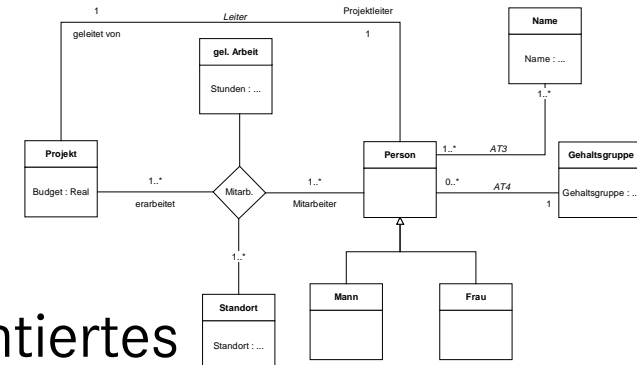 1
Leiter
Projektleiter
geleitet von
1
Name
Name : ...
gel. Arbeit
Stunden : ...
1..*
Projekt
Budget : Real
1..*
erarbeitet
Mitarb.
1..*
Mitarbeiter
Person
1..*
AT3
0..*
AT4
1
Gehaltsgruppe
Gehaltsgruppe : ...
1..*
Standort
Standort : ...
Mann
Frau
ntiertes